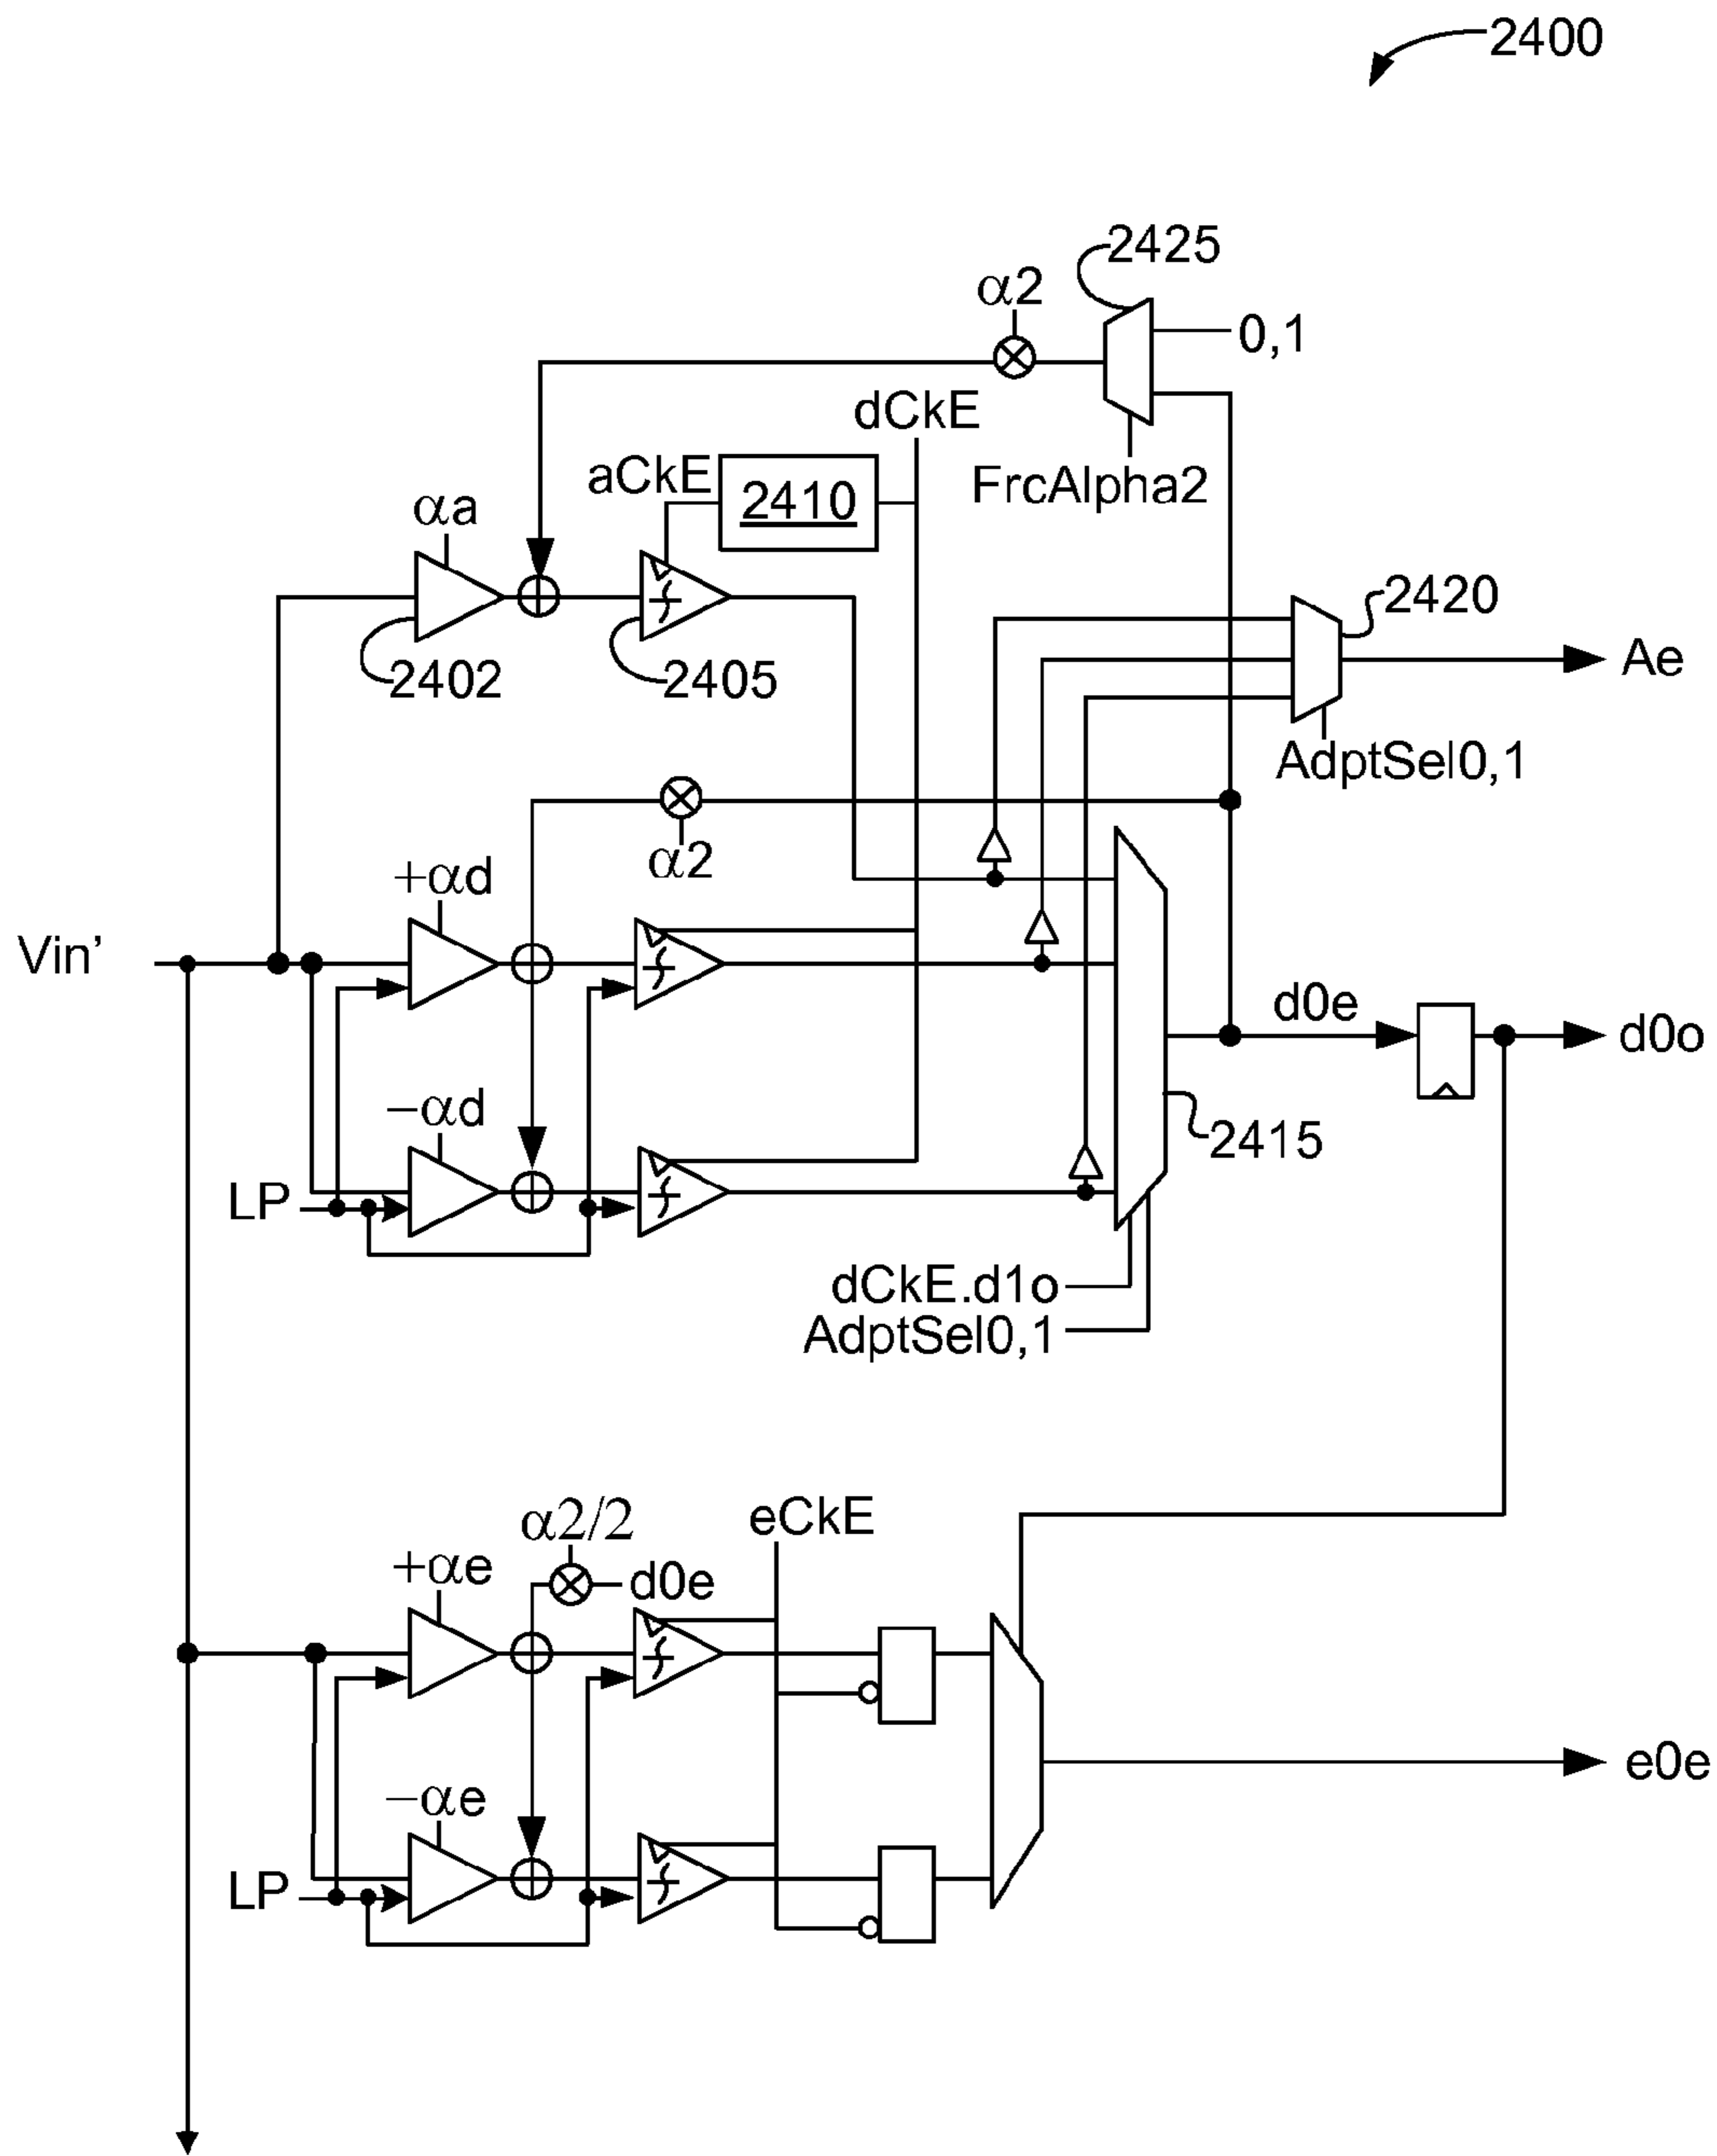 2400
2425
α2
0,1
dCkE
aCkE
2410
FrcAlpha2
αa
2402
2405
2420
Ae
AdptSel0,1
α2
+αd
Vin’
d0e
d0o
−αd
2415
LP
dCkE.d1o
AdptSel0,1
α2/2
eCkE
+αe
d0e
e0e
−αe
LP